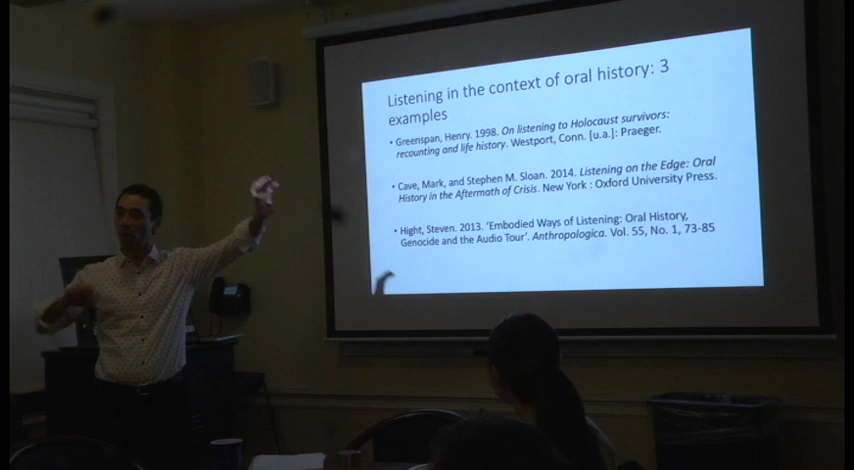 Listening in the context of oral history: 3
examples
• Greenspan, Henry. 1998. On listening to Holocaust survivors:
recounting and life history. Westport, Conn. [u.a.]: Praeger.
• Cave, Mark, and Stephen M. Sloan. 2014. Listening on the Edge: Oral
History in the Aftermath of Crisis. New York : Oxford University Press.
• Hight, Steven. 2013. ‘Embodied Ways of Listening: Oral History,
Genocide and the Audio Tour’. Anthropologica. Vol. 55, No. 1, 73-85